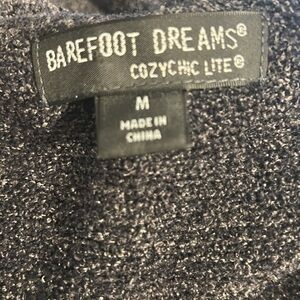 BAREFOOT DREAMS®
COZYCHIC LITE®
M
MADE IN
CHINA